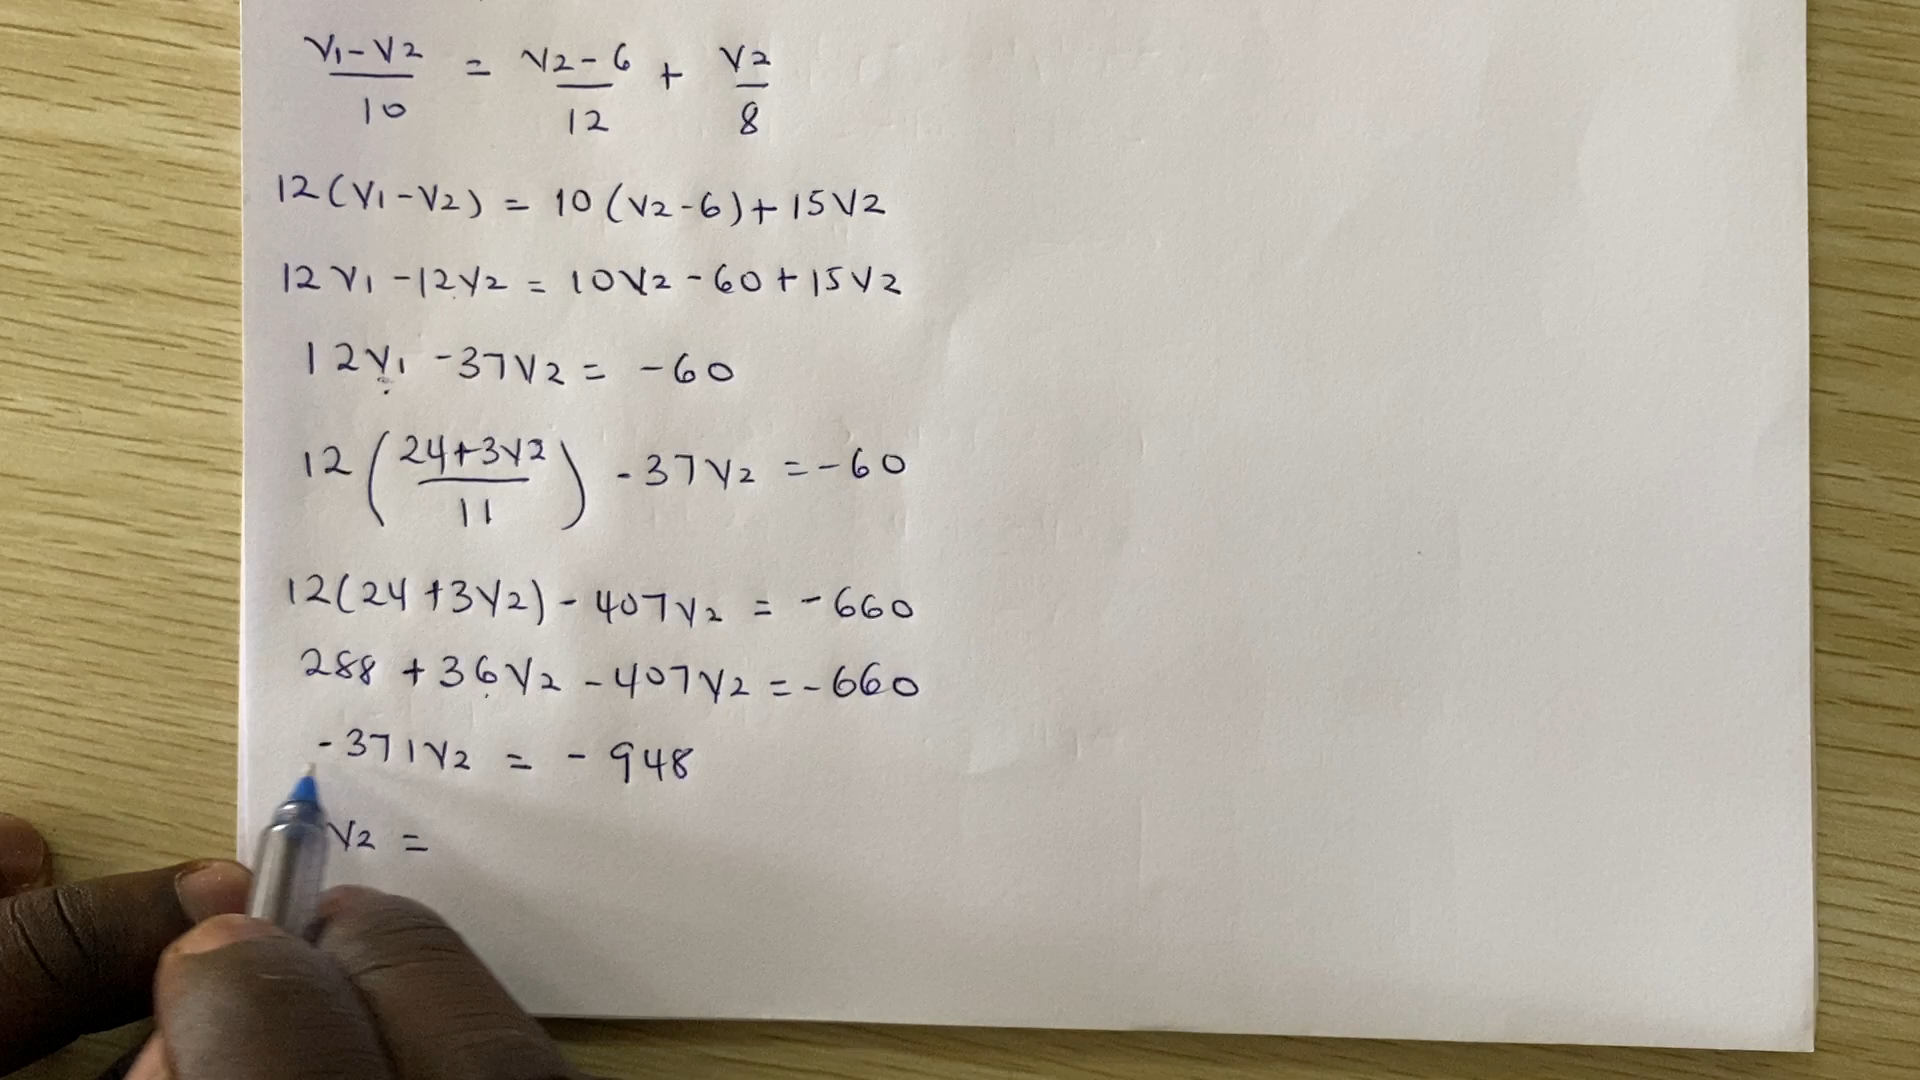 V1-V2/10 = V2-6/12 + V2/8
12(V1-V2) = 10(V2-6)+15V2
12V1-12V2 = 10V2-60+15V2
12V1-37V2 = -60
12(24+3V2/11)-37V2 = -60
12(24+3V2)-407V2 = -660
288+36V2-407V2 = -660
-371V2 = -948
V2 =